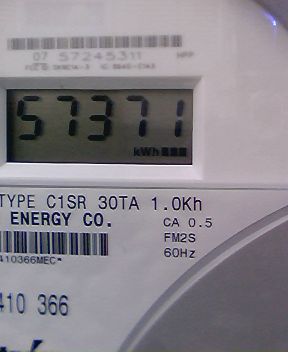 07 57245311
57371
kWh
TYPE C1SR 30TA 1.0Kh
ENERGY CO. CA 0.5
FM2S
410366MEC*
60Hz
410 366